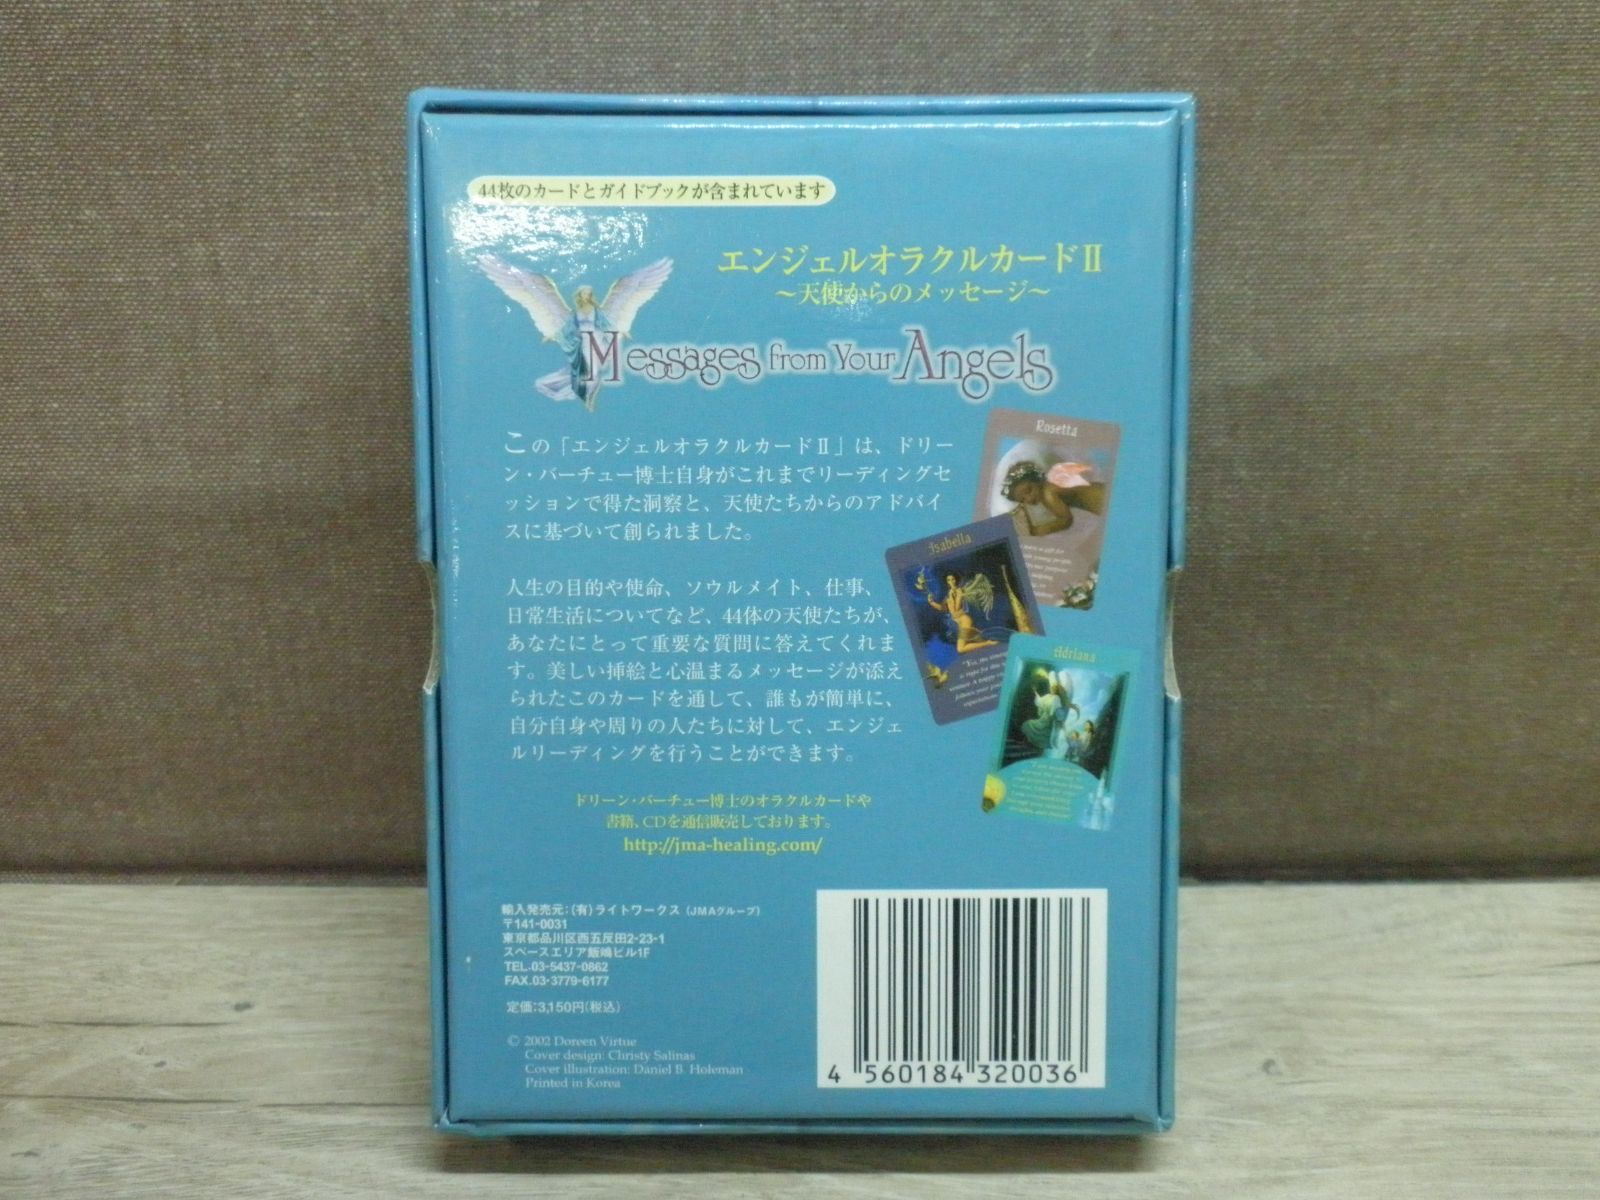 44枚のカードとガイドブックが含まれています
エンジェルオラクルカードⅡ
～天使からのメッセージ～
Messages from Your Angels
この「エンジェルオラクルカードⅡ」は、ドリー
ン・バーチュー博士自身がこれまでリーディングセ
ッションで得た洞察と、天使たちからのアドバイ
スに基づいて創られました。
人生の目的や使命、ソウルメイト、仕事、
日常生活についてなど、44体の天使たちが、
あなたにとって重要な質問に答えてくれま
す。美しい挿絵と心温まるメッセージが添え
られたこのカードを通して、誰もが簡単に、
自分自身や周りの人たちに対して、エンジェ
ルリーディングを行うことができます。
Rosetta
Isabella
Adriana
ドリーン・バーチュー博士のオラクルカードや
書籍、CDを通信販売しております。
http://jma-healing.com/
輸入発売元：(有)ライトワークス (JMAグループ)
〒141-0031
東京都品川区西五反田2-23-1
スペースエリア飯嶋ビル1F
TEL.03-5437-0862
FAX.03-3779-6177
定価：3,150円(税込)
© 2002 Doreen Virtue
Cover design: Christy Salinas
Cover illustration: Daniel B. Holeman
Printed in Korea
4 560184 320036